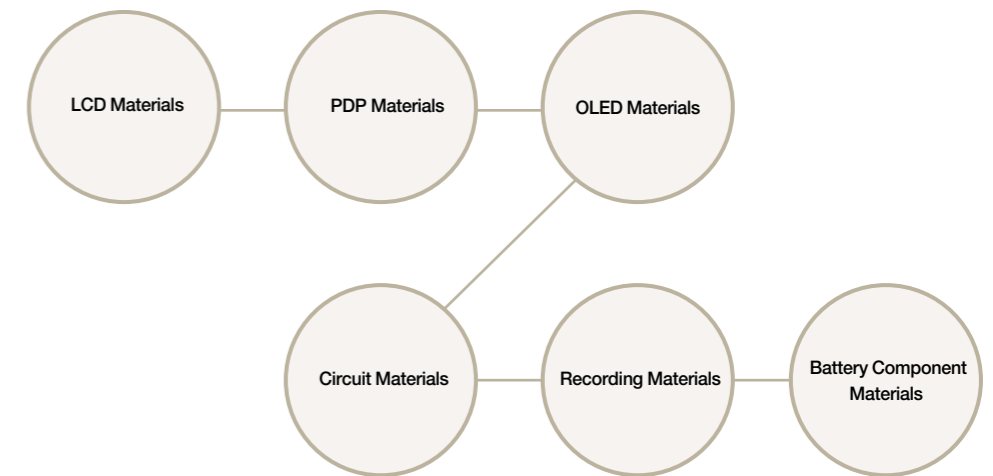 LCD Materials
PDP Materials
OLED Materials
Circuit Materials
Recording Materials
Battery Component
Materials